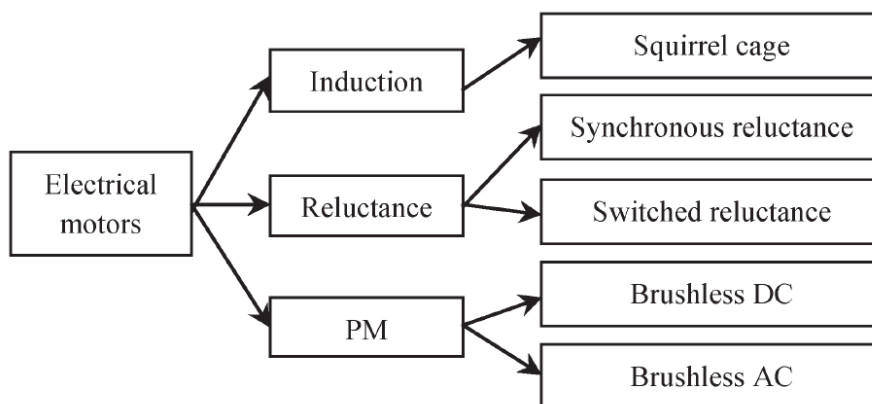 Electrical
motors
Induction
Reluctance
PM
Squirrel cage
Synchronous reluctance
Switched reluctance
Brushless DC
Brushless AC